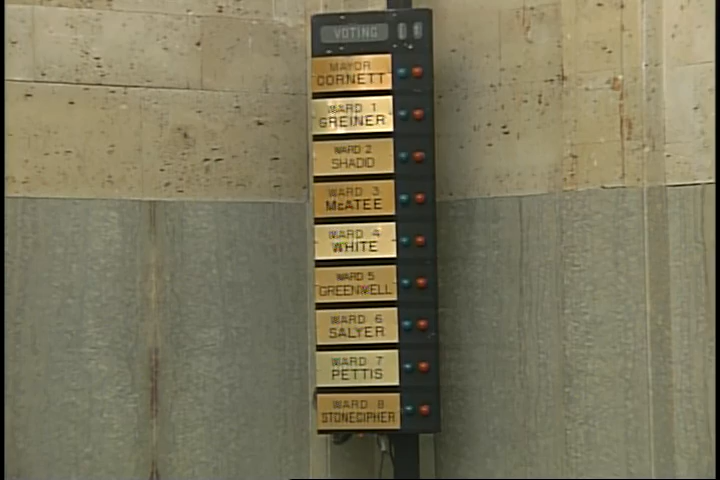 VOTING
MAYOR
CORNETT
WARD 1
GREINER
WARD 2
SHADID
WARD 3
McATEE
WARD 4
WHITE
WARD 5
GREENWELL
WARD 6
SALYER
WARD 7
PETTIS
WARD 8
STONECIPHER